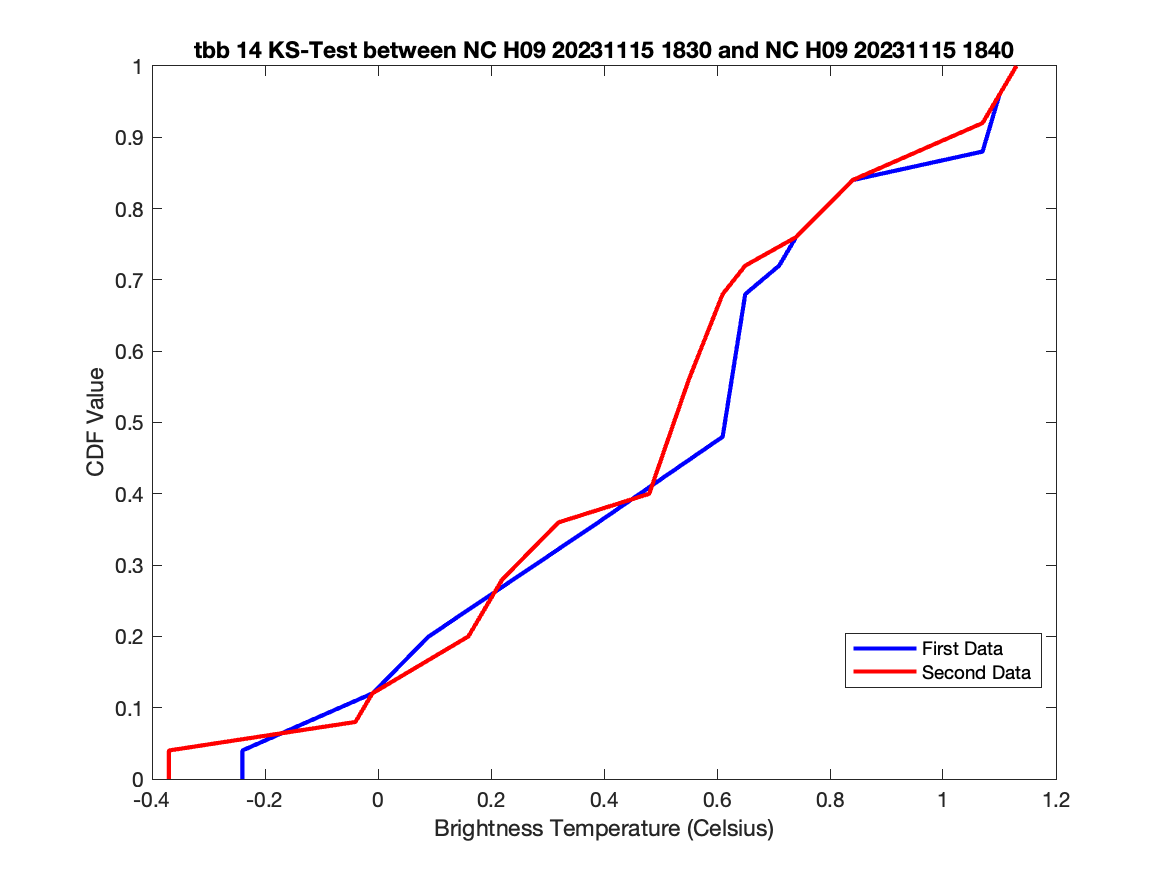 tbb 14 KS-Test between NC H09 20231115 1830 and NC H09 20231115 1840
1
0.9
0.8
0.7
0.6
0.5
0.4
0.3
0.2
0.1
0
CDF Value
First Data
Second Data
-0.4 -0.2 0 0.2 0.4 0.6 0.8 1 1.2
Brightness Temperature (Celsius)